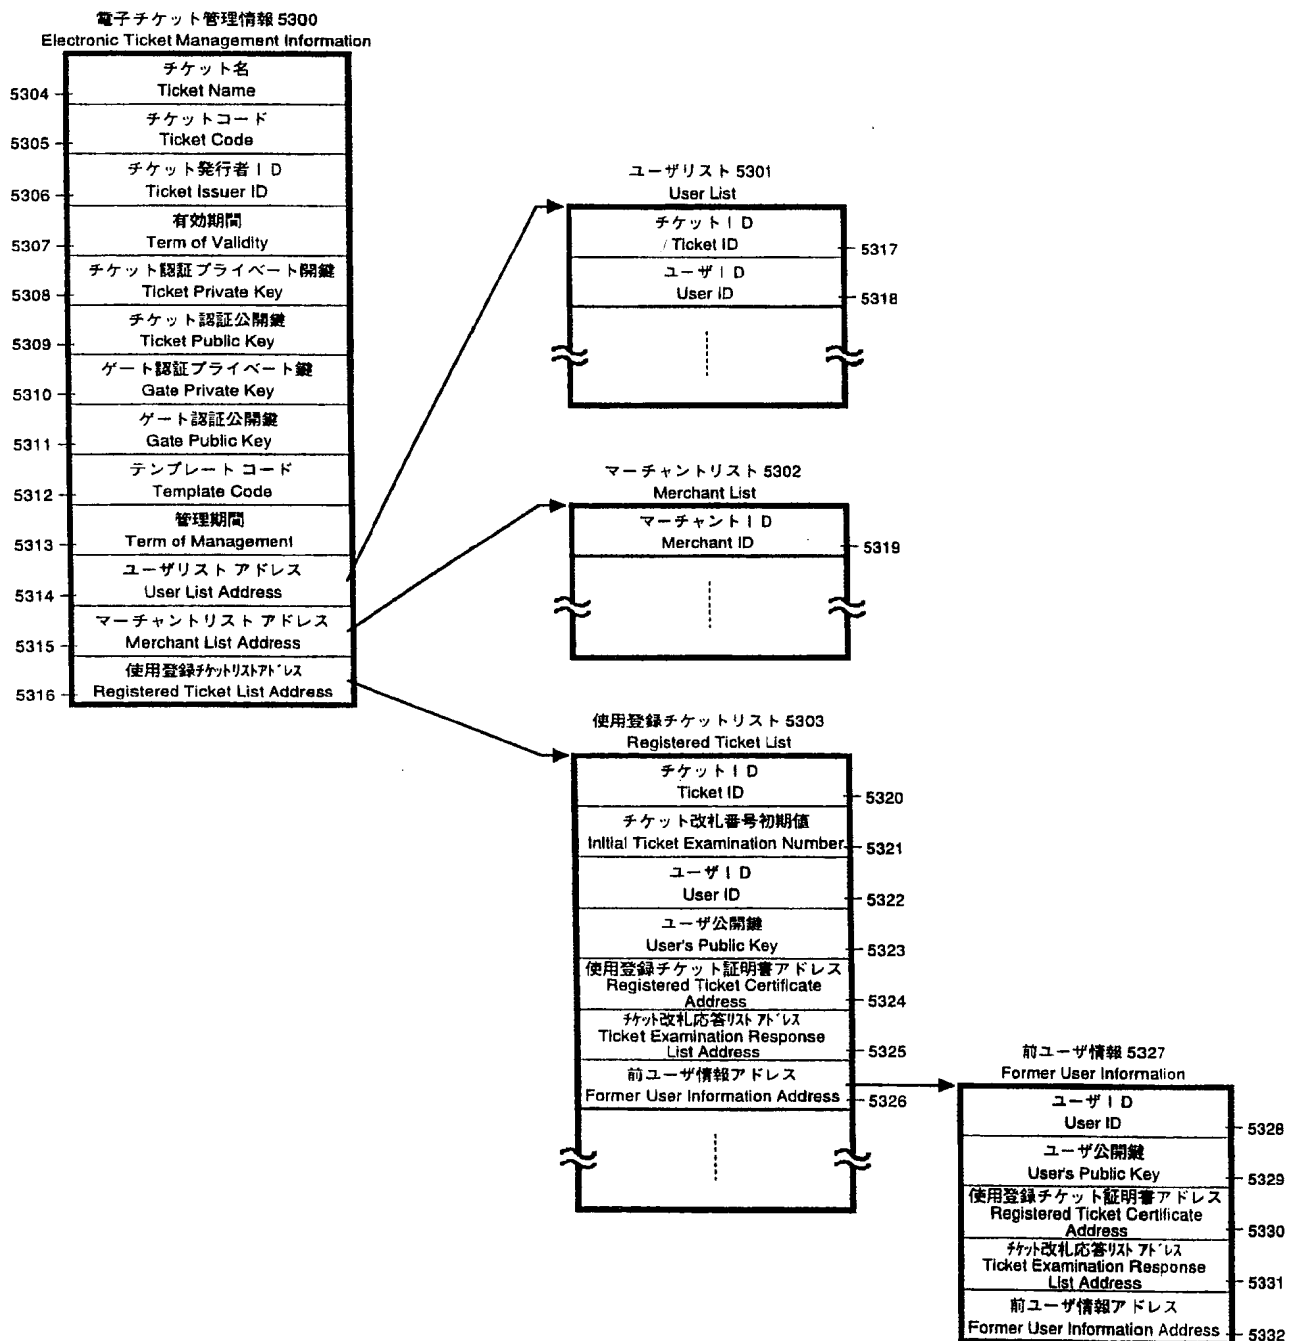 電子チケット管理情報 5300
Electronic Ticket Management Information
チケット名
Ticket Name
5304
チケットコード
Ticket Code
5305
チケット発行者ID
Ticket Issuer ID
5306
有効期間
Term of Validity
5307
チケット認証プライベート開鍵
Ticket Private Key
5308
チケット認証公開鍵
Ticket Public Key
5309
ゲート認証プライベート鍵
Gate Private Key
5310
ゲート認証公開鍵
Gate Public Key
5311
テンプレート コード
Template Code
5312
管理期間
Term of Management
5313
ユーザリスト アドレス
User List Address
5314
マーチャントリスト アドレス
Merchant List Address
5315
使用登録チケットリストアドレス
Registered Ticket List Address
5316
ユーザリスト 5301
User List
チケットID
Ticket ID
5317
ユーザID
User ID
5318
マーチャントリスト 5302
Merchant List
マーチャントID
Merchant ID
5319
使用登録チケットリスト 5303
Registered Ticket List
チケットID
Ticket ID
5320
チケット改札番号初期値
Initial Ticket Examination Number
5321
ユーザID
User ID
5322
ユーザ公開鍵
User's Public Key
5323
使用登録チケット証明書アドレス
Registered Ticket Certificate
Address
5324
チケット改札応答リスト アドレス
Ticket Examination Response
List Address
5325
前ユーザ情報アドレス
Former User Information Address
5326
前ユーザ情報 5327
Former User Information
ユーザID
User ID
5328
ユーザ公開鍵
User's Public Key
5329
使用登録チケット証明書アドレス
Registered Ticket Certificate
Address
5330
チケット改札応答リスト アドレス
Ticket Examination Response
List Address
5331
前ユーザ情報アドレス
Former User Information Address
5332